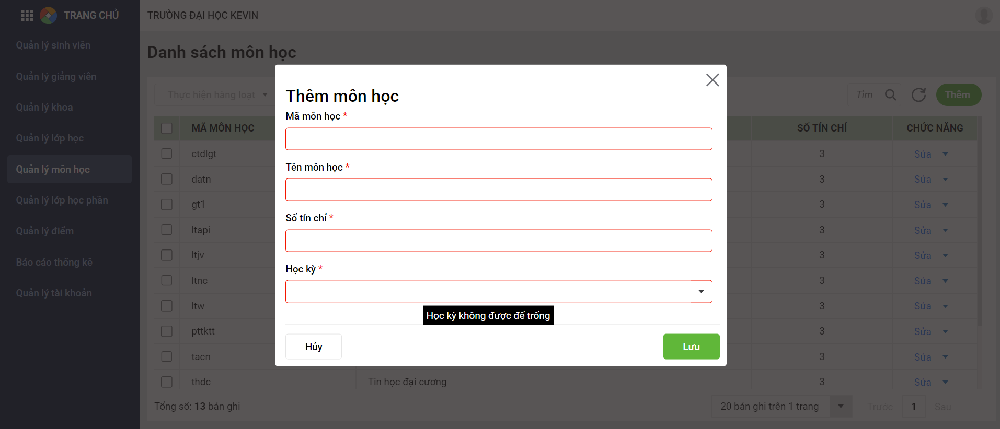 TRANG CHỦ
TRƯỜNG ĐẠI HỌC KEVIN
Quản lý sinh viên
Quản lý giảng viên
Quản lý khoa
Quản lý lớp học
Quản lý môn học
Quản lý lớp học phần
Quản lý điểm
Báo cáo thống kê
Quản lý tài khoản
Danh sách môn học
Thực hiện hàng loạt
Tìm
Thêm
MÃ MÔN HỌC SỐ TÍN CHỈ CHỨC NĂNG
ctdlgt 3 Sửa
datn 3 Sửa
gt1 3 Sửa
ltapi 3 Sửa
ltjv 3 Sửa
ltnc 3 Sửa
ltw 3 Sửa
pttktt 3 Sửa
tacn 3 Sửa
thdc Tin học đại cương 3 Sửa
Tổng số: 13 bản ghi
20 bản ghi trên 1 trang Trước 1 Sau
Thêm môn học
Mã môn học *
Tên môn học *
Số tín chỉ *
Học kỳ *
Học kỳ không được để trống
Hủy
Lưu